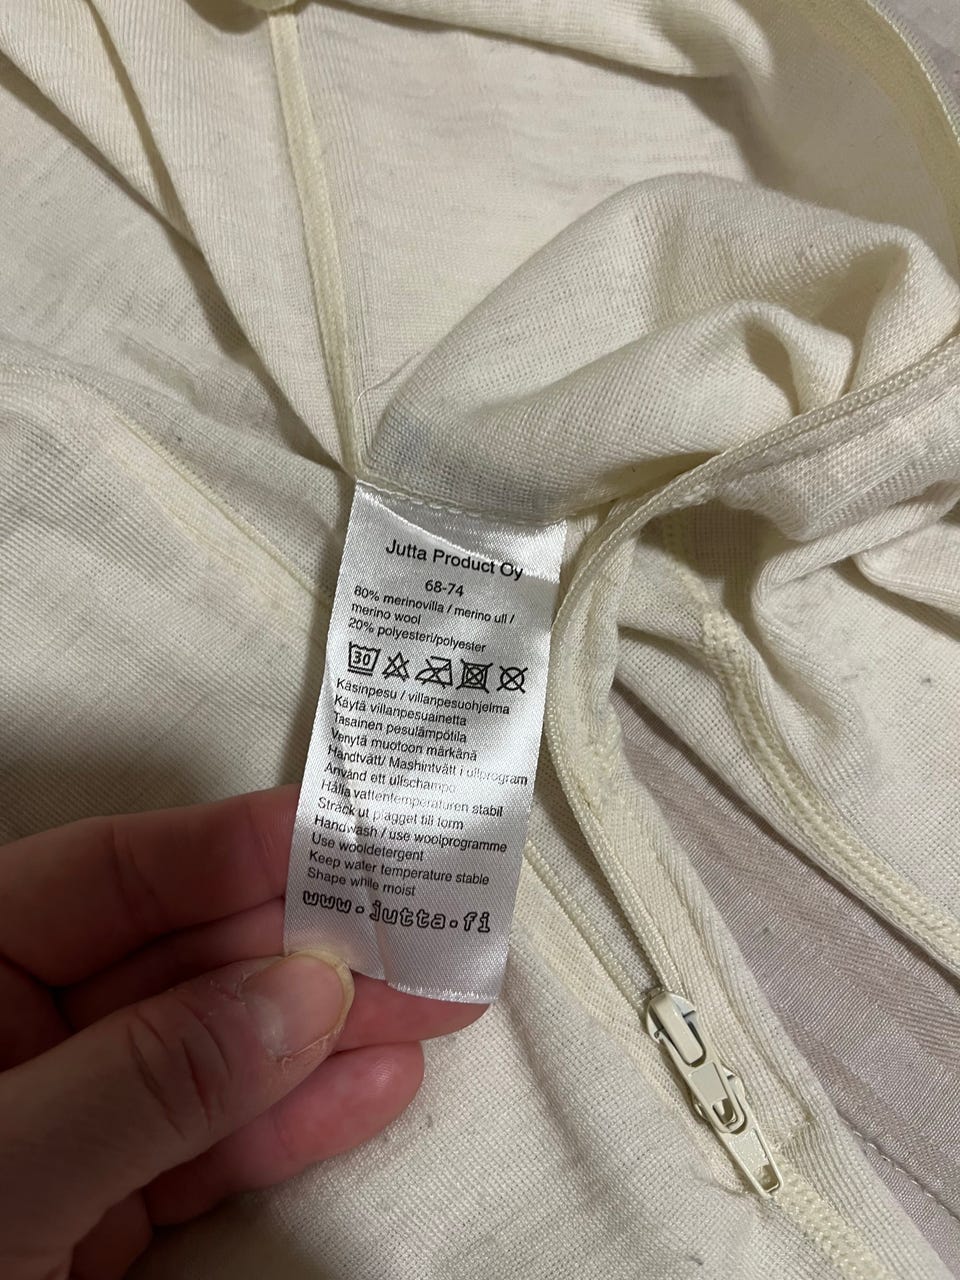 Jutta Product Oy
68-74
80% merinovilla / merino ull /
merino wool
20% polyesteri/polyester
30
Käsinpesu / villanpesuohjelma
Käytä villanpesuainetta
Tasainen pesulämpötila
Venytä muotoon märkänä
Handtvätt/ Mashintvätt i ullprogram
Använd ett ullschampo
Hålla vattentemperaturen stabil
Sträck ut plagget till form
Handwash / use woolprogramme
Use wooldetergent
Keep water temperature stable
Shape while moist
www.jutta.fi